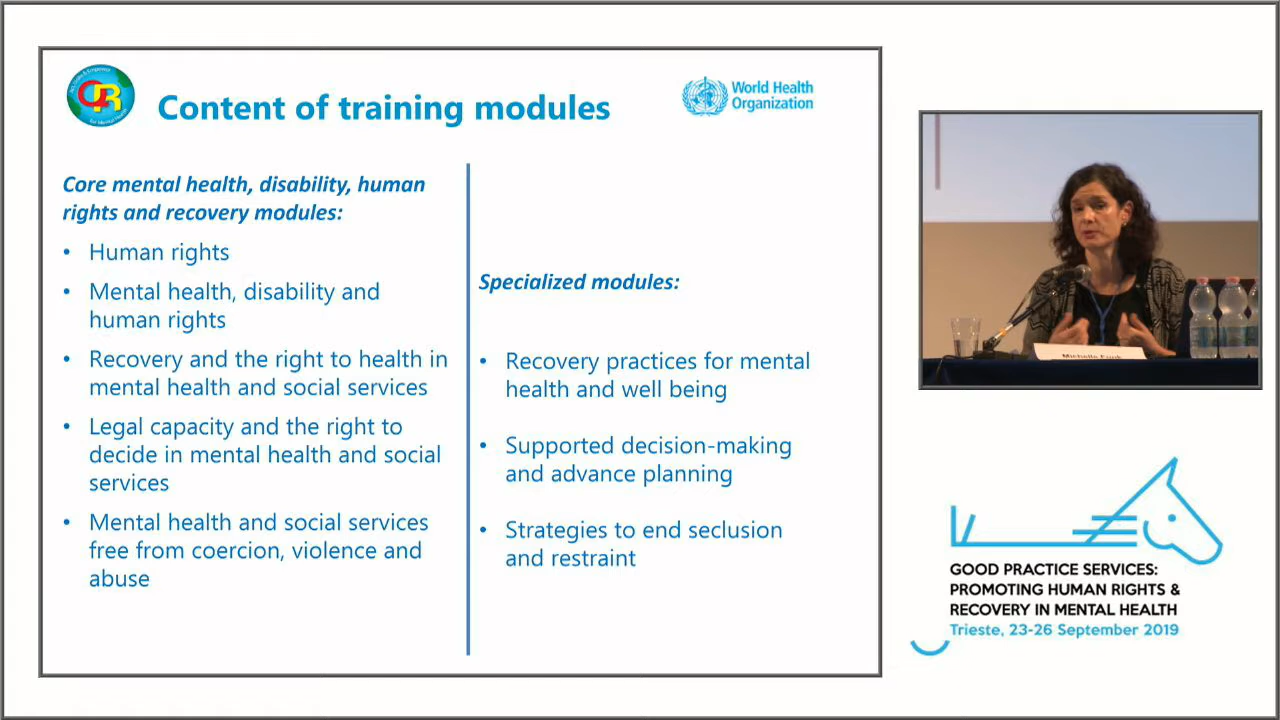 Content of training modules
World Health
Organization
Core mental health, disability, human
rights and recovery modules:
• Human rights
• Mental health, disability and
human rights
• Recovery and the right to health in
mental health and social services
• Legal capacity and the right to
decide in mental health and social
services
• Mental health and social services
free from coercion, violence and
abuse
Specialized modules:
• Recovery practices for mental
health and well being
• Supported decision-making
and advance planning
• Strategies to end seclusion
and restraint
Michelle Funk
GOOD PRACTICE SERVICES:
PROMOTING HUMAN RIGHTS &
RECOVERY IN MENTAL HEALTH
Trieste, 23-26 September 2019